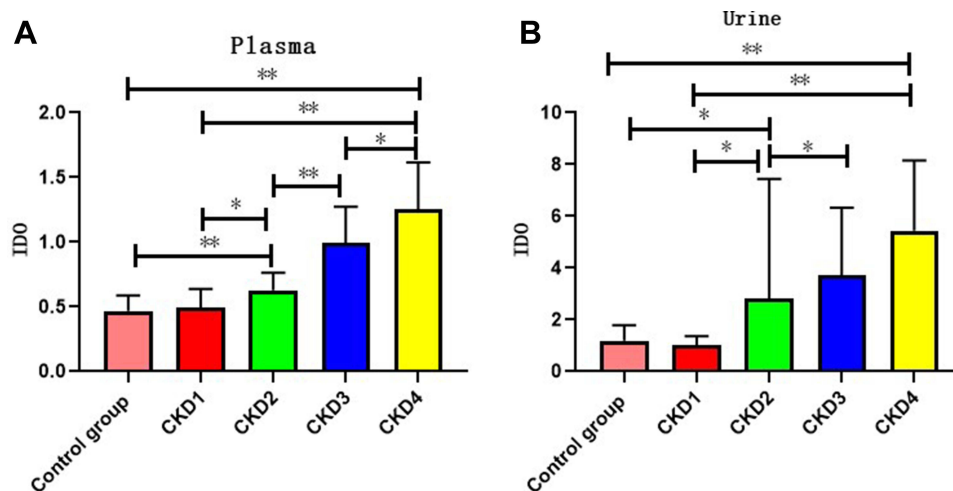 A
Plasma
**
**
*
**
*
**
2.0
1.5
1.0
0.5
0.0
IDO
Control group
CKD1
CKD2
CKD3
CKD4
B
Urine
**
**
*
*
*
10
8
6
4
2
0
IDO
Control group
CKD1
CKD2
CKD3
CKD4